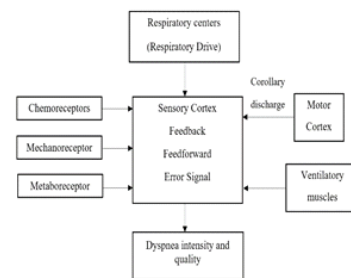 Respiratory centers
(Respiratory Drive)
Corollary
discharge
Chemoreceptors
Mechanoreceptor
Metaboreceptor
Sensory Cortex
Feedback
Feedforward
Error Signal
Motor
Cortex
Ventilatory
muscles
Dyspnea intensity and
quality